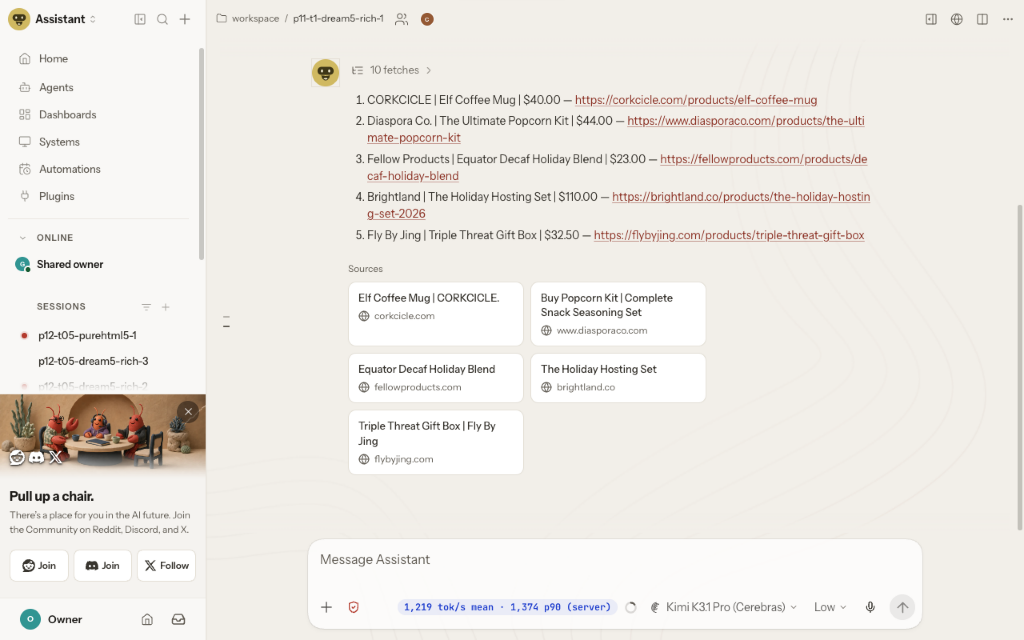 Assistant
workspace / p11-t1-dream5-rich-1
G
Home
Agents
Dashboards
Systems
Automations
Plugins
ONLINE
Shared owner
SESSIONS
p12-t05-purehtml5-1
p12-t05-dream5-rich-3
p12-t05-dream5-rich-2
Pull up a chair.
There's a place for you in the AI future. Join
the Community on Reddit, Discord, and X.
Join
Join
Follow
O
Owner
10 fetches
1. CORKCICLE | Elf Coffee Mug | $40.00 — https://corkcicle.com/products/elf-coffee-mug
2. Diaspora Co. | The Ultimate Popcorn Kit | $44.00 — https://www.diasporaco.com/products/the-ulti
mate-popcorn-kit
3. Fellow Products | Equator Decaf Holiday Blend | $23.00 — https://fellowproducts.com/products/de
caf-holiday-blend
4. Brightland | The Holiday Hosting Set | $110.00 — https://brightland.co/products/the-holiday-hostin
g-set-2026
5. Fly By Jing | Triple Threat Gift Box | $32.50 — https://flybyjing.com/products/triple-threat-gift-box
Sources
Elf Coffee Mug | CORKCICLE.
corkcicle.com
Buy Popcorn Kit | Complete
Snack Seasoning Set
www.diasporaco.com
Equator Decaf Holiday Blend
fellowproducts.com
The Holiday Hosting Set
brightland.co
Triple Threat Gift Box | Fly By
Jing
flybyjing.com
Message Assistant
1,219 tok/s mean · 1,374 p90 (server)
Kimi K3.1 Pro (Cerebras)
Low